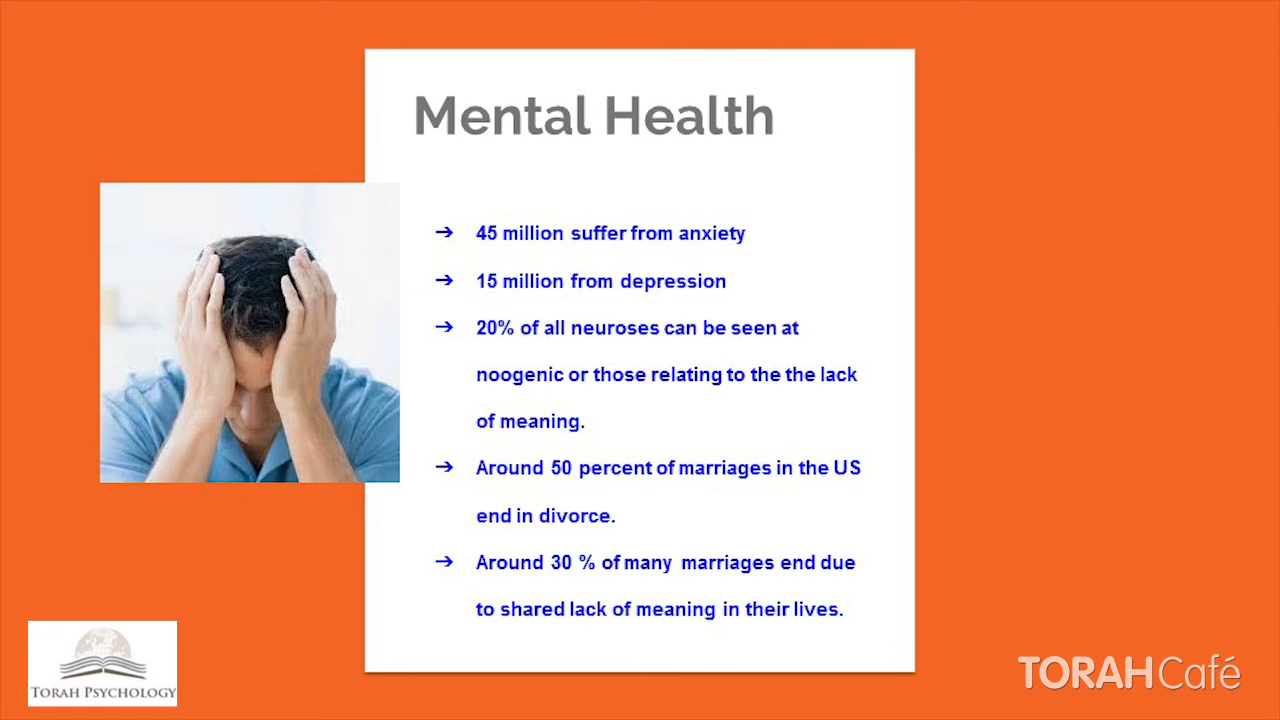 Mental Health
➔ 45 million suffer from anxiety
➔ 15 million from depression
➔ 20% of all neuroses can be seen at
noogenic or those relating to the the lack
of meaning.
➔ Around 50 percent of marriages in the US
end in divorce.
➔ Around 30 % of many marriages end due
to shared lack of meaning in their lives.
TORAH PSYCHOLOGY
TORAHCafé